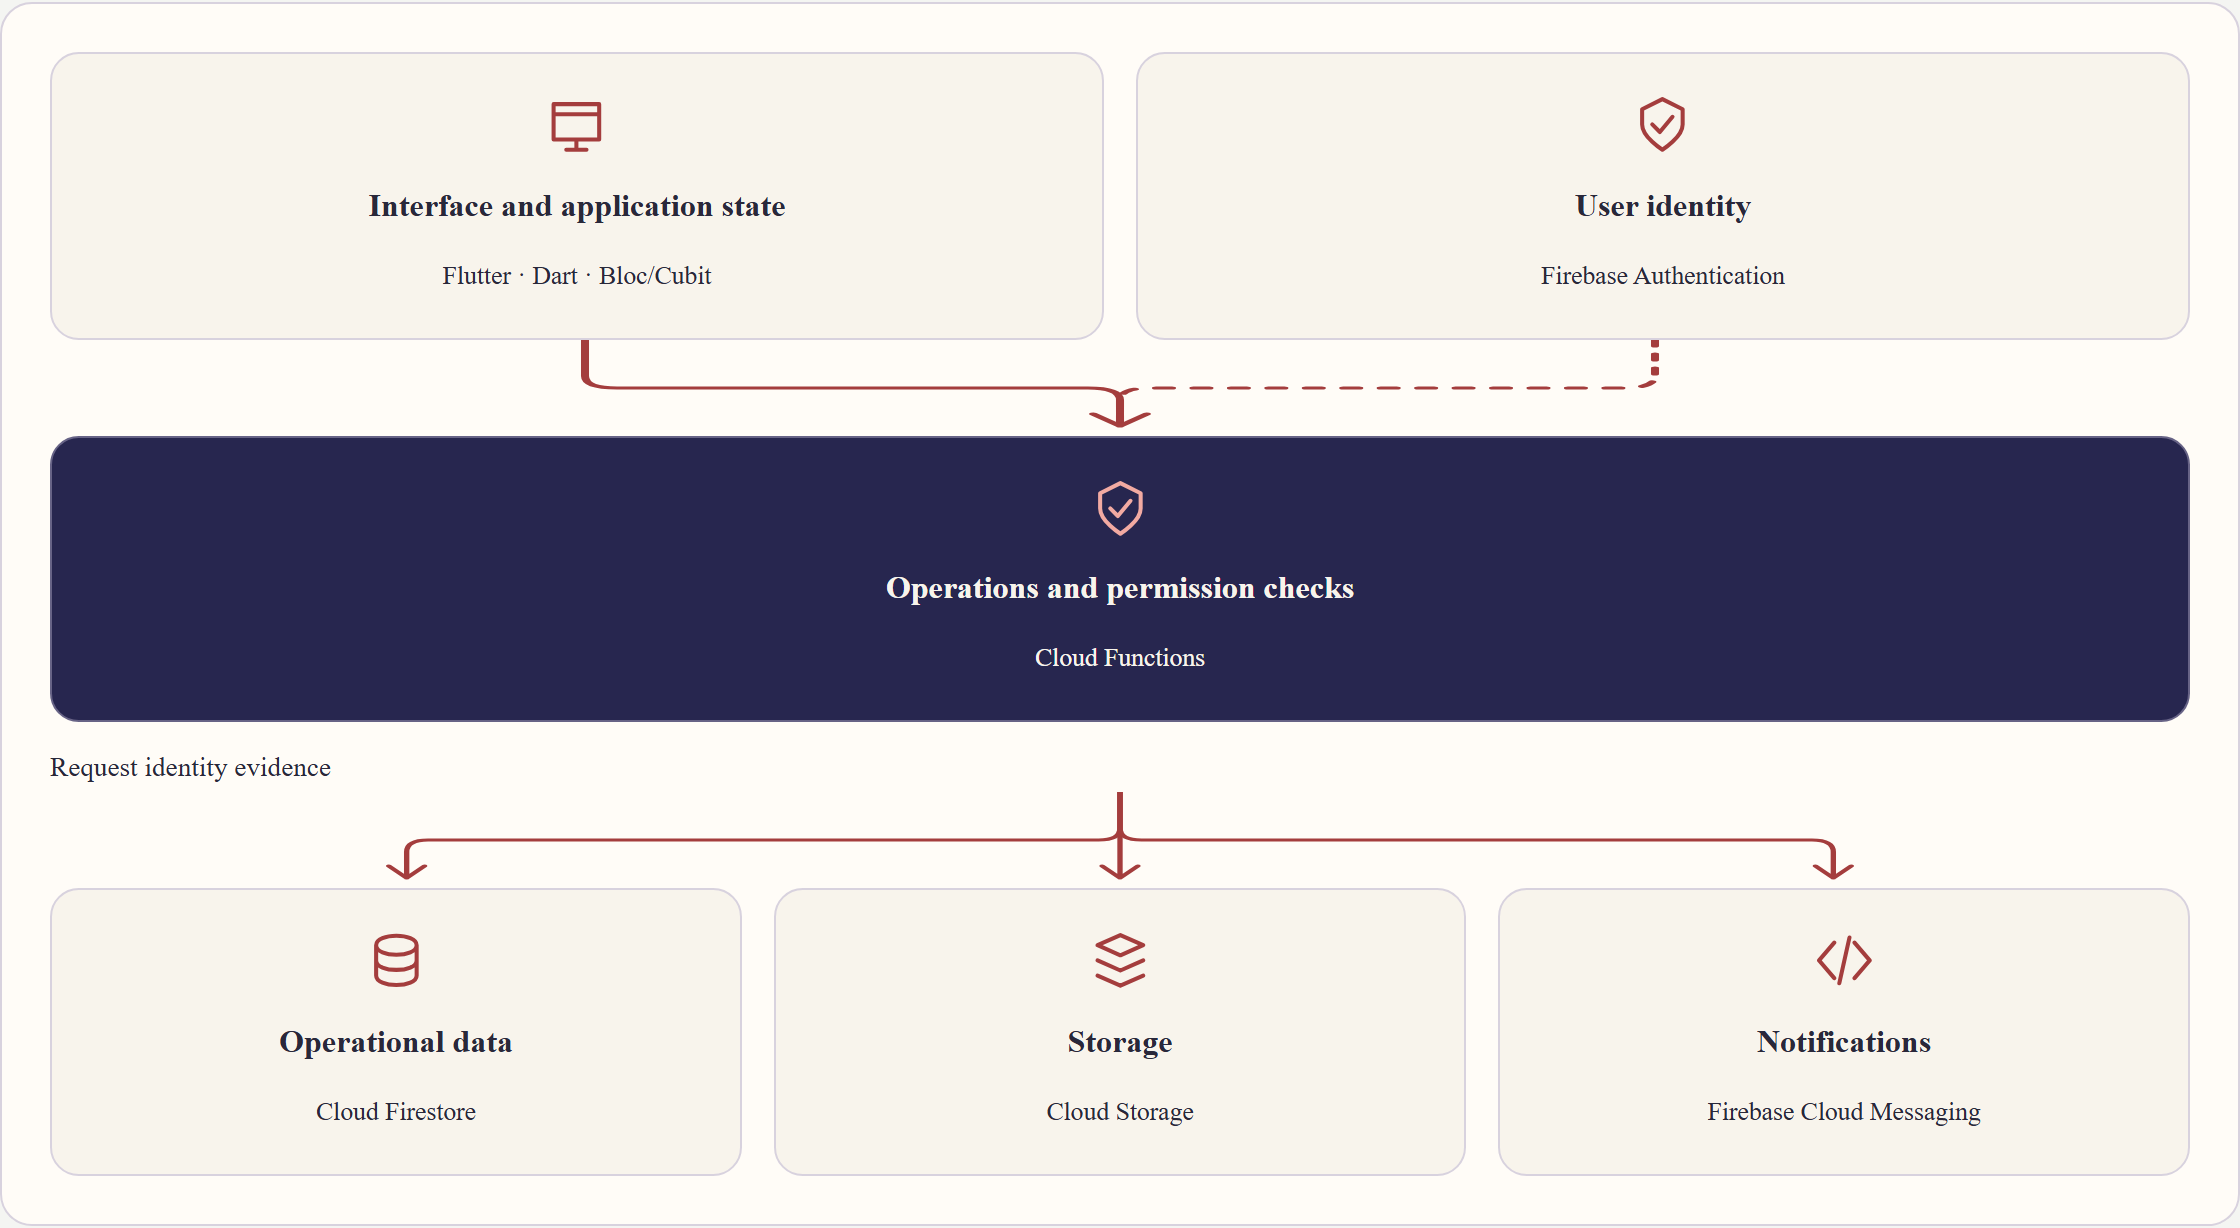 Interface and application state
Flutter · Dart · Bloc/Cubit
User identity
Firebase Authentication
Operations and permission checks
Cloud Functions
Request identity evidence
Operational data
Cloud Firestore
Storage
Cloud Storage
Notifications
Firebase Cloud Messaging